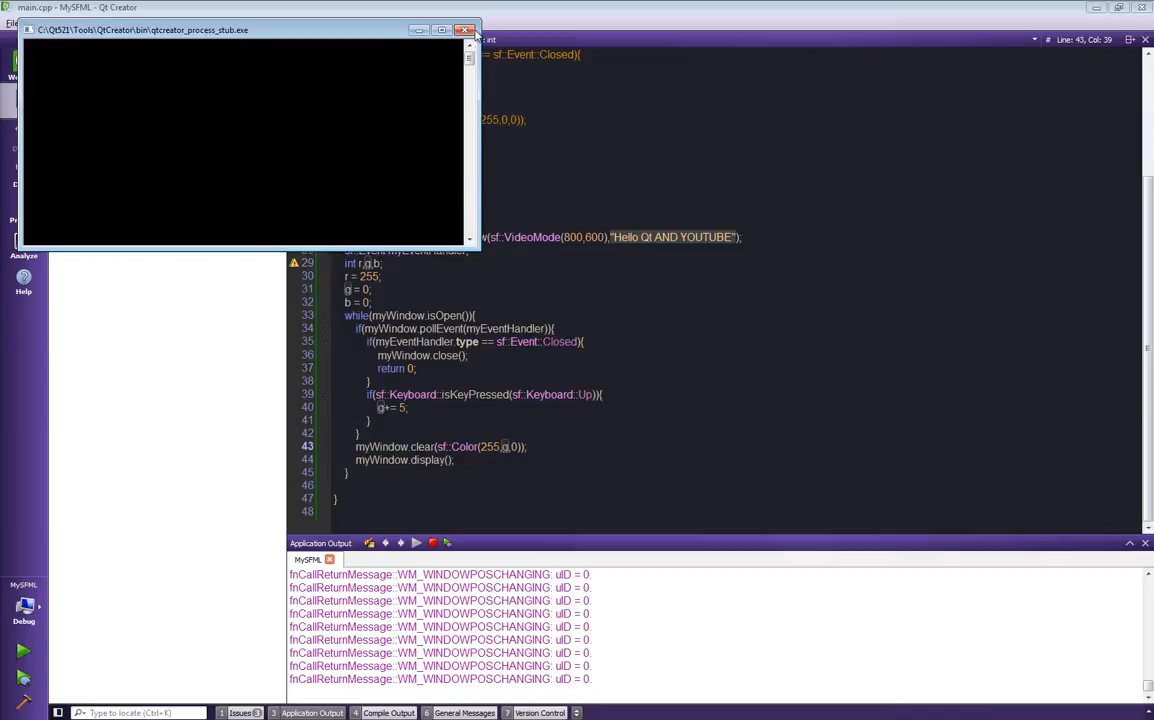 main.cpp - MySFML - Qt Creator
C:\Qt521\Tools\QtCreator\bin\qtcreator_process_stub.exe
int
# Line: 43, Col: 39
== sf::Event::Closed){
255,0,0));
w(sf::VideoMode(800,600),"Hello Qt AND YOUTUBE");
Analyze
Help
29 int r,g,b;
30 r = 255;
31 g = 0;
32 b = 0;
33 while(myWindow.isOpen()){
34 if(myWindow.pollEvent(myEventHandler)){
35 if(myEventHandler.type == sf::Event::Closed){
36 myWindow.close();
37 return 0;
38 }
39 if(sf::Keyboard::isKeyPressed(sf::Keyboard::Up)){
40 g+= 5;
41 }
42 }
43 myWindow.clear(sf::Color(255,g,0));
44 myWindow.display();
45 }
46
47 }
48
Application Output
MySFML
fnCallReturnMessage::WM_WINDOWPOSCHANGING: uID = 0.
fnCallReturnMessage::WM_WINDOWPOSCHANGING: uID = 0.
fnCallReturnMessage::WM_WINDOWPOSCHANGING: uID = 0.
fnCallReturnMessage::WM_WINDOWPOSCHANGING: uID = 0.
fnCallReturnMessage::WM_WINDOWPOSCHANGING: uID = 0.
fnCallReturnMessage::WM_WINDOWPOSCHANGING: uID = 0.
fnCallReturnMessage::WM_WINDOWPOSCHANGING: uID = 0.
fnCallReturnMessage::WM_WINDOWPOSCHANGING: uID = 0.
fnCallReturnMessage::WM_WINDOWPOSCHANGING: uID = 0.
MySFML
Debug
Type to locate (Ctrl+K)
1 Issues 3
3 Application Output
4 Compile Output
6 General Messages
7 Version Control